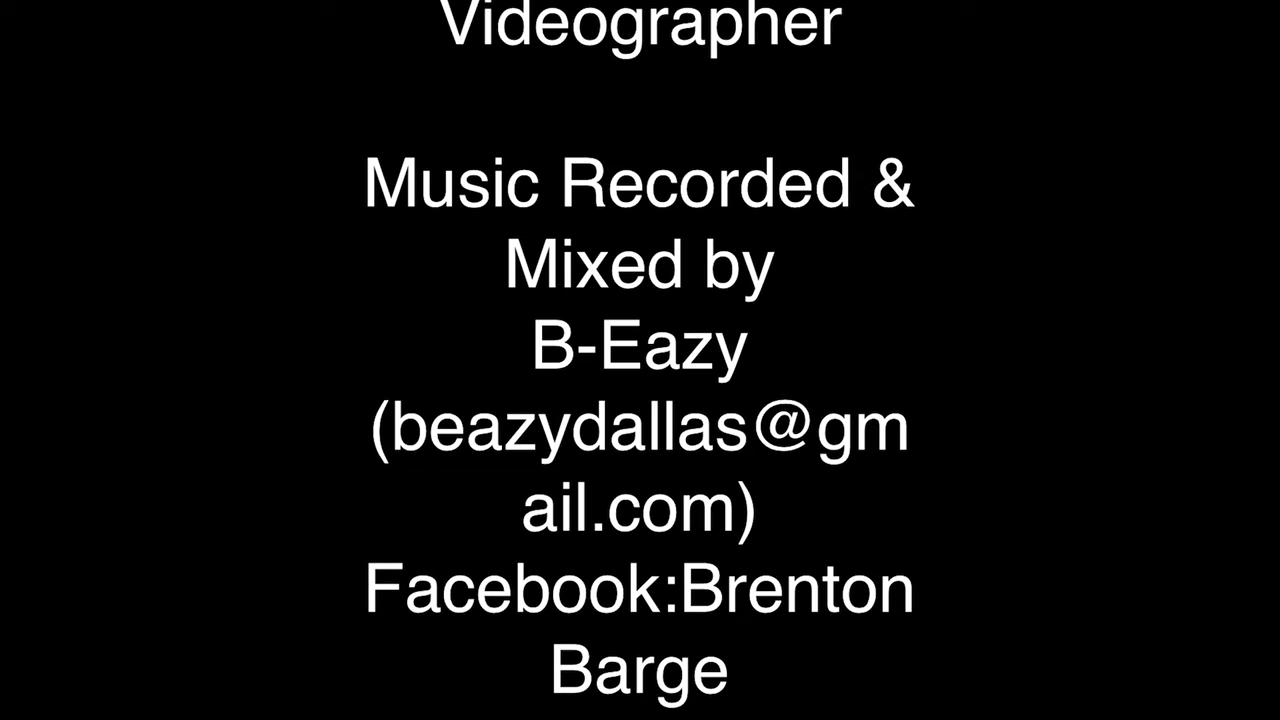 Videographer
Music Recorded &
Mixed by
B-Eazy
(beazydallas@gm
ail.com)
Facebook:Brenton
Barge